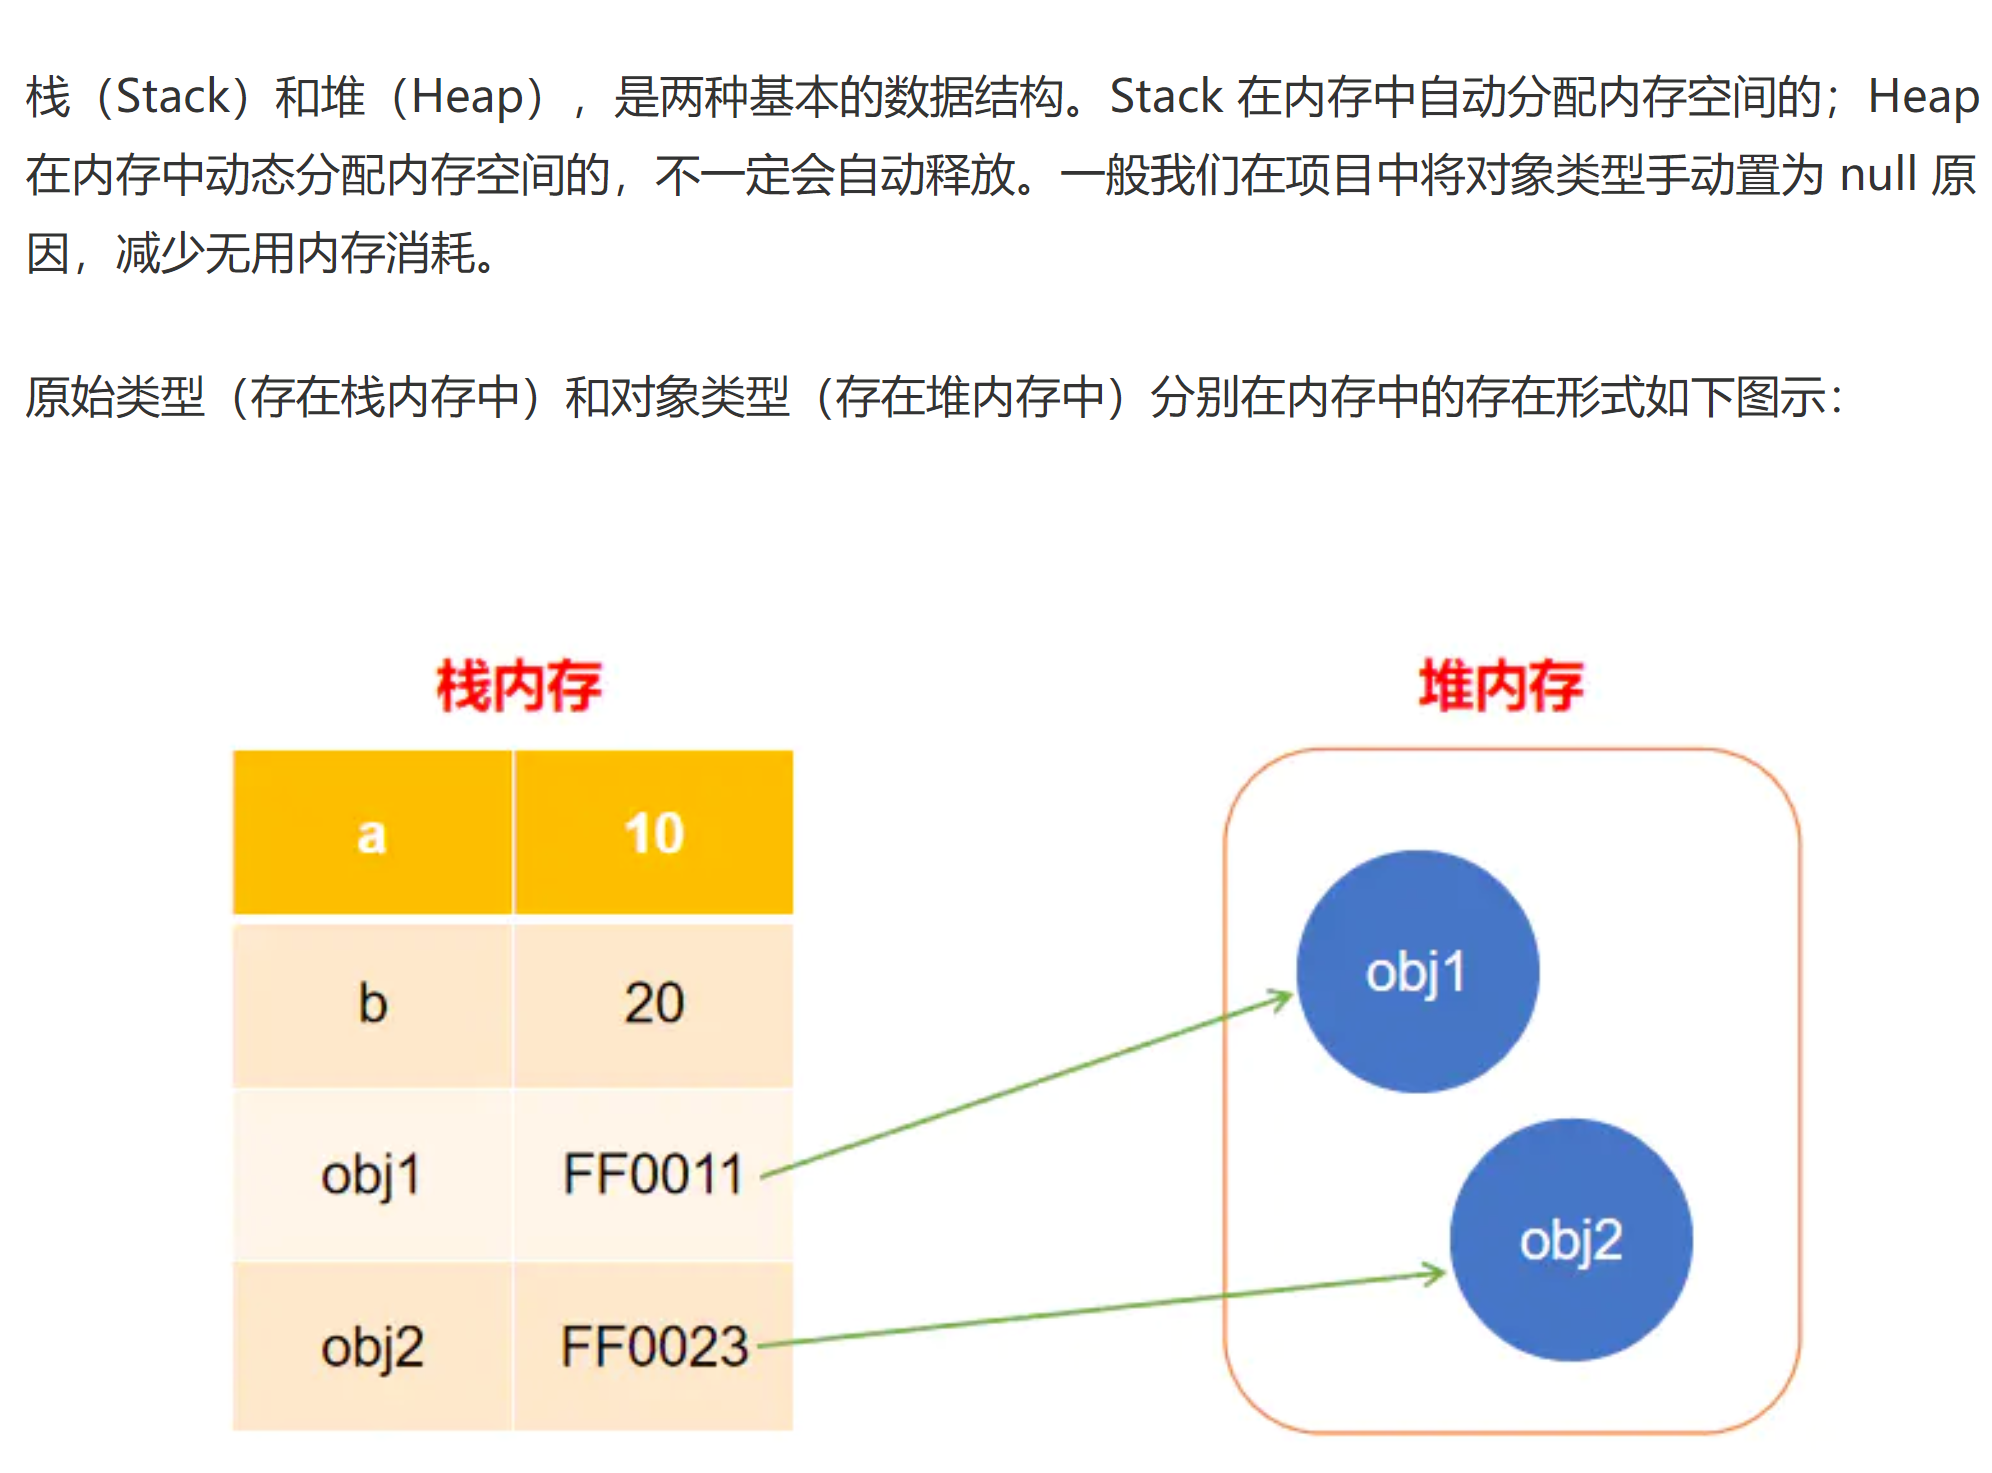 栈（Stack）和堆（Heap），是两种基本的数据结构。Stack 在内存中自动分配内存空间的；Heap
在内存中动态分配内存空间的，不一定会自动释放。一般我们在项目中将对象类型手动置为 null 原
因，减少无用内存消耗。
原始类型（存在栈内存中）和对象类型（存在堆内存中）分别在内存中的存在形式如下图示：
栈内存
a 10
b 20
obj1 FF0011
obj2 FF0023
堆内存
obj1
obj2